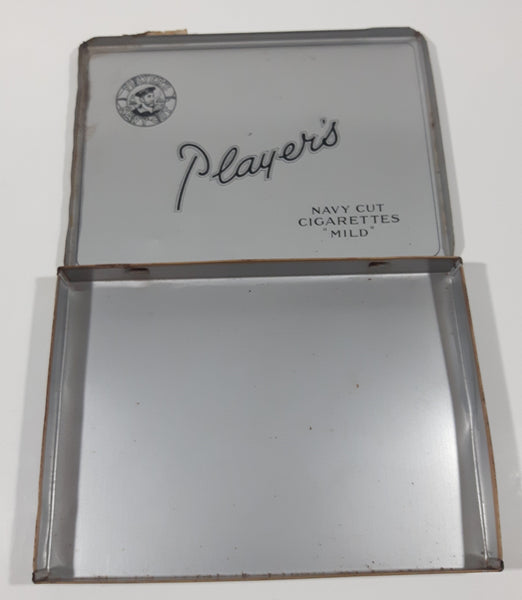 Player's
NAVY CUT
CIGARETTES
"MILD"